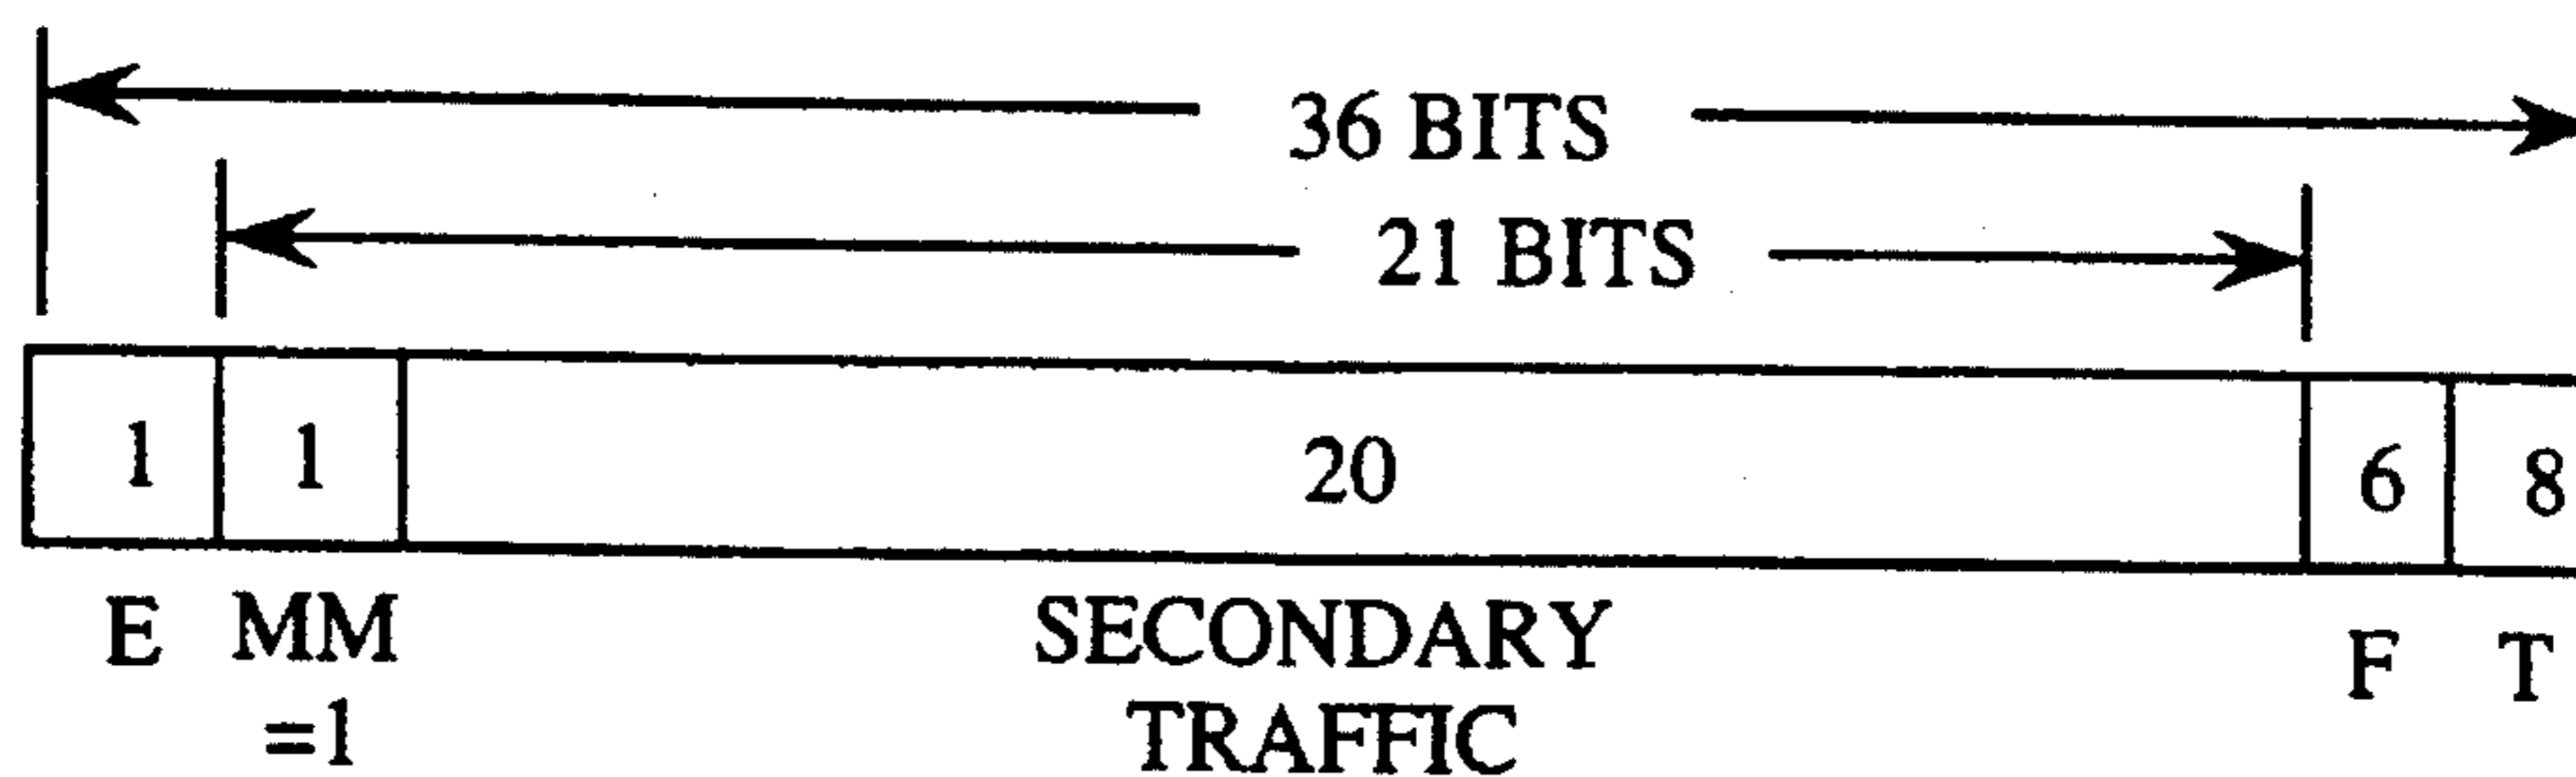 36 BITS
21 BITS
1 1 20 6 8
E MM SECONDARY F T
=1 TRAFFIC